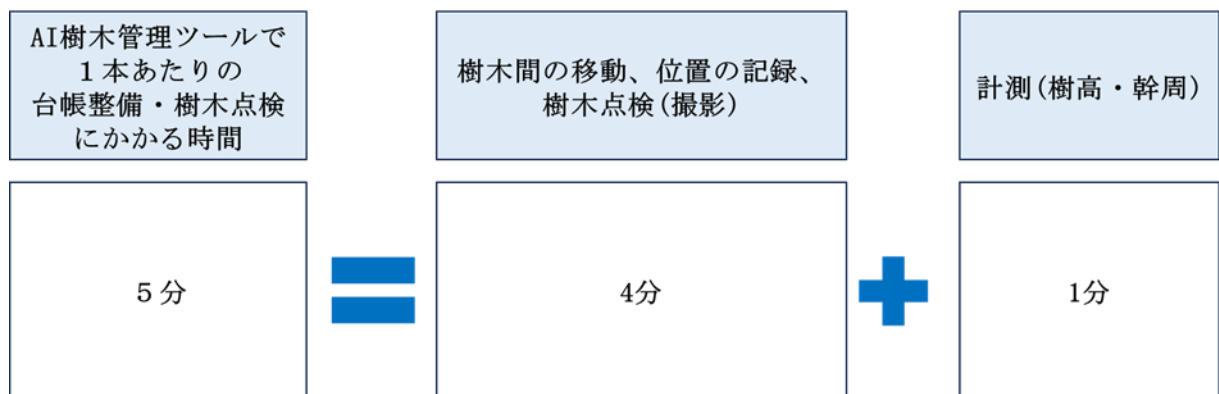 AI樹木管理ツールで
１本あたりの
台帳整備・樹木点検
にかかる時間
樹木間の移動、位置の記録、
樹木点検(撮影)
計測(樹高・幹周)
５分
4分
1分